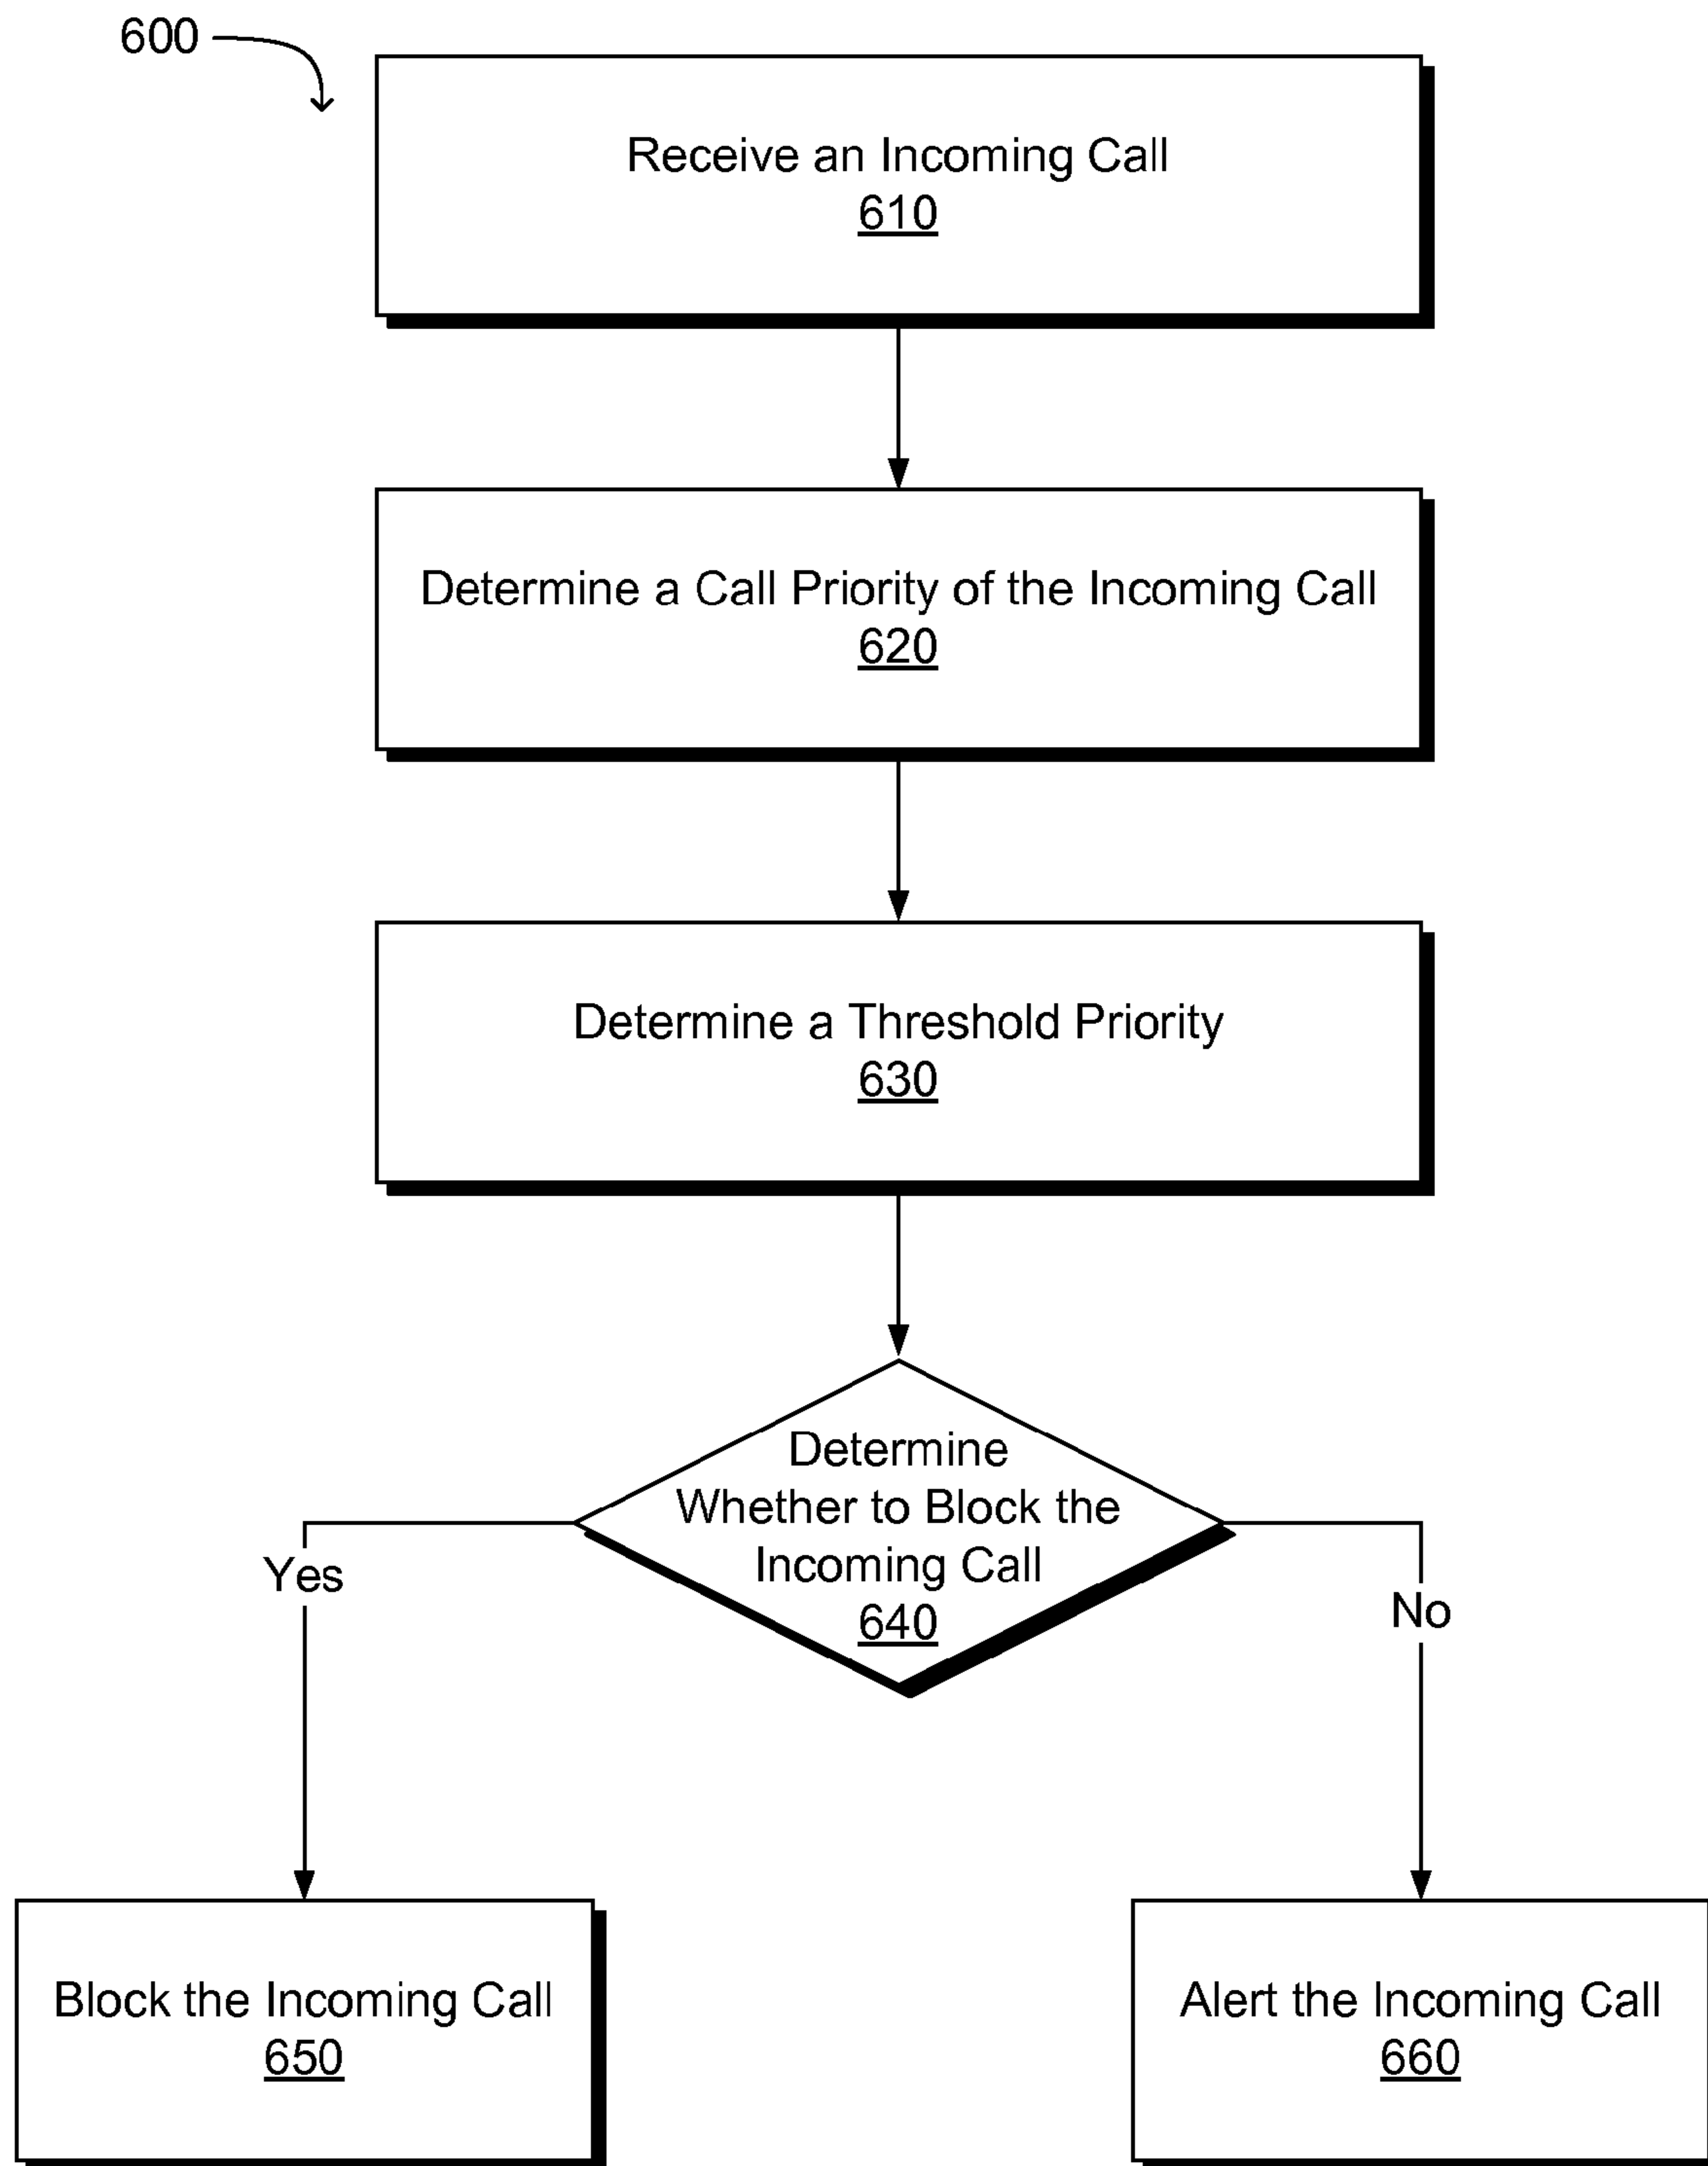 600
Receive an Incoming Call
610
Determine a Call Priority of the Incoming Call
620
Determine a Threshold Priority
630
Determine
Whether to Block the
Incoming Call
640
Yes
No
Block the Incoming Call
650
Alert the Incoming Call
660